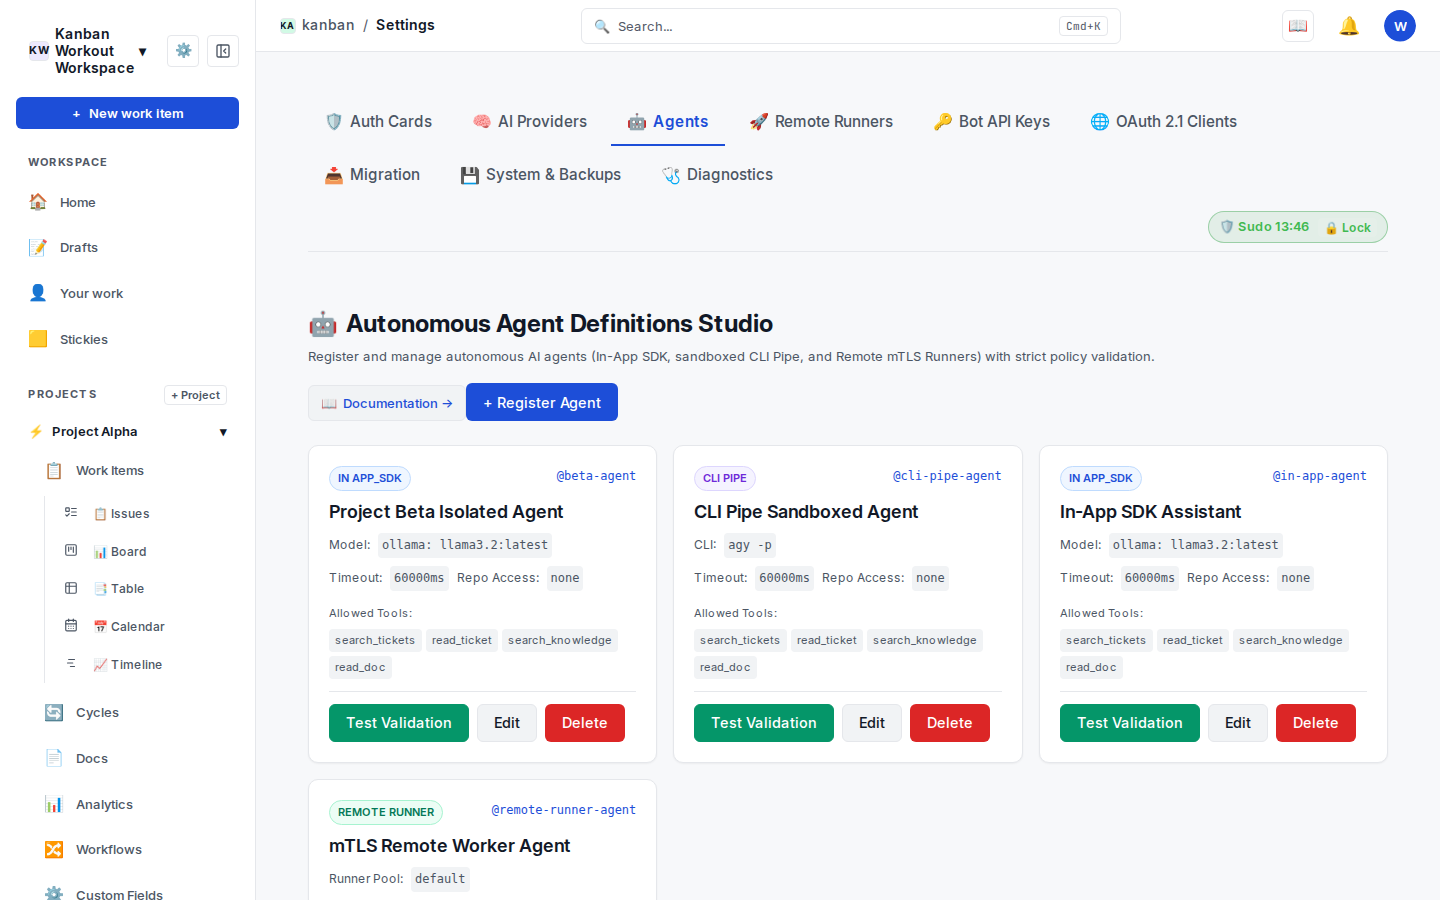 KW Kanban Workout Workspace ▾
+ New work item
WORKSPACE
Home
Drafts
Your work
Stickies
PROJECTS + Project
Project Alpha ▾
Work Items
Issues
Board
Table
Calendar
Timeline
Cycles
Docs
Analytics
Workflows
Custom Fields
KA kanban / Settings
Search... Cmd+K
W
Auth Cards AI Providers Agents Remote Runners Bot API Keys OAuth 2.1 Clients
Migration System & Backups Diagnostics
Sudo 13:46 Lock
Autonomous Agent Definitions Studio
Register and manage autonomous AI agents (In-App SDK, sandboxed CLI Pipe, and Remote mTLS Runners) with strict policy validation.
Documentation → + Register Agent
IN APP_SDK @beta-agent
Project Beta Isolated Agent
Model: ollama: llama3.2:latest
Timeout: 60000ms Repo Access: none
Allowed Tools:
search_tickets read_ticket search_knowledge
read_doc
Test Validation Edit Delete
CLI PIPE @cli-pipe-agent
CLI Pipe Sandboxed Agent
CLI: agy -p
Timeout: 60000ms Repo Access: none
Allowed Tools:
search_tickets read_ticket search_knowledge
read_doc
Test Validation Edit Delete
IN APP_SDK @in-app-agent
In-App SDK Assistant
Model: ollama: llama3.2:latest
Timeout: 60000ms Repo Access: none
Allowed Tools:
search_tickets read_ticket search_knowledge
read_doc
Test Validation Edit Delete
REMOTE RUNNER @remote-runner-agent
mTLS Remote Worker Agent
Runner Pool: default